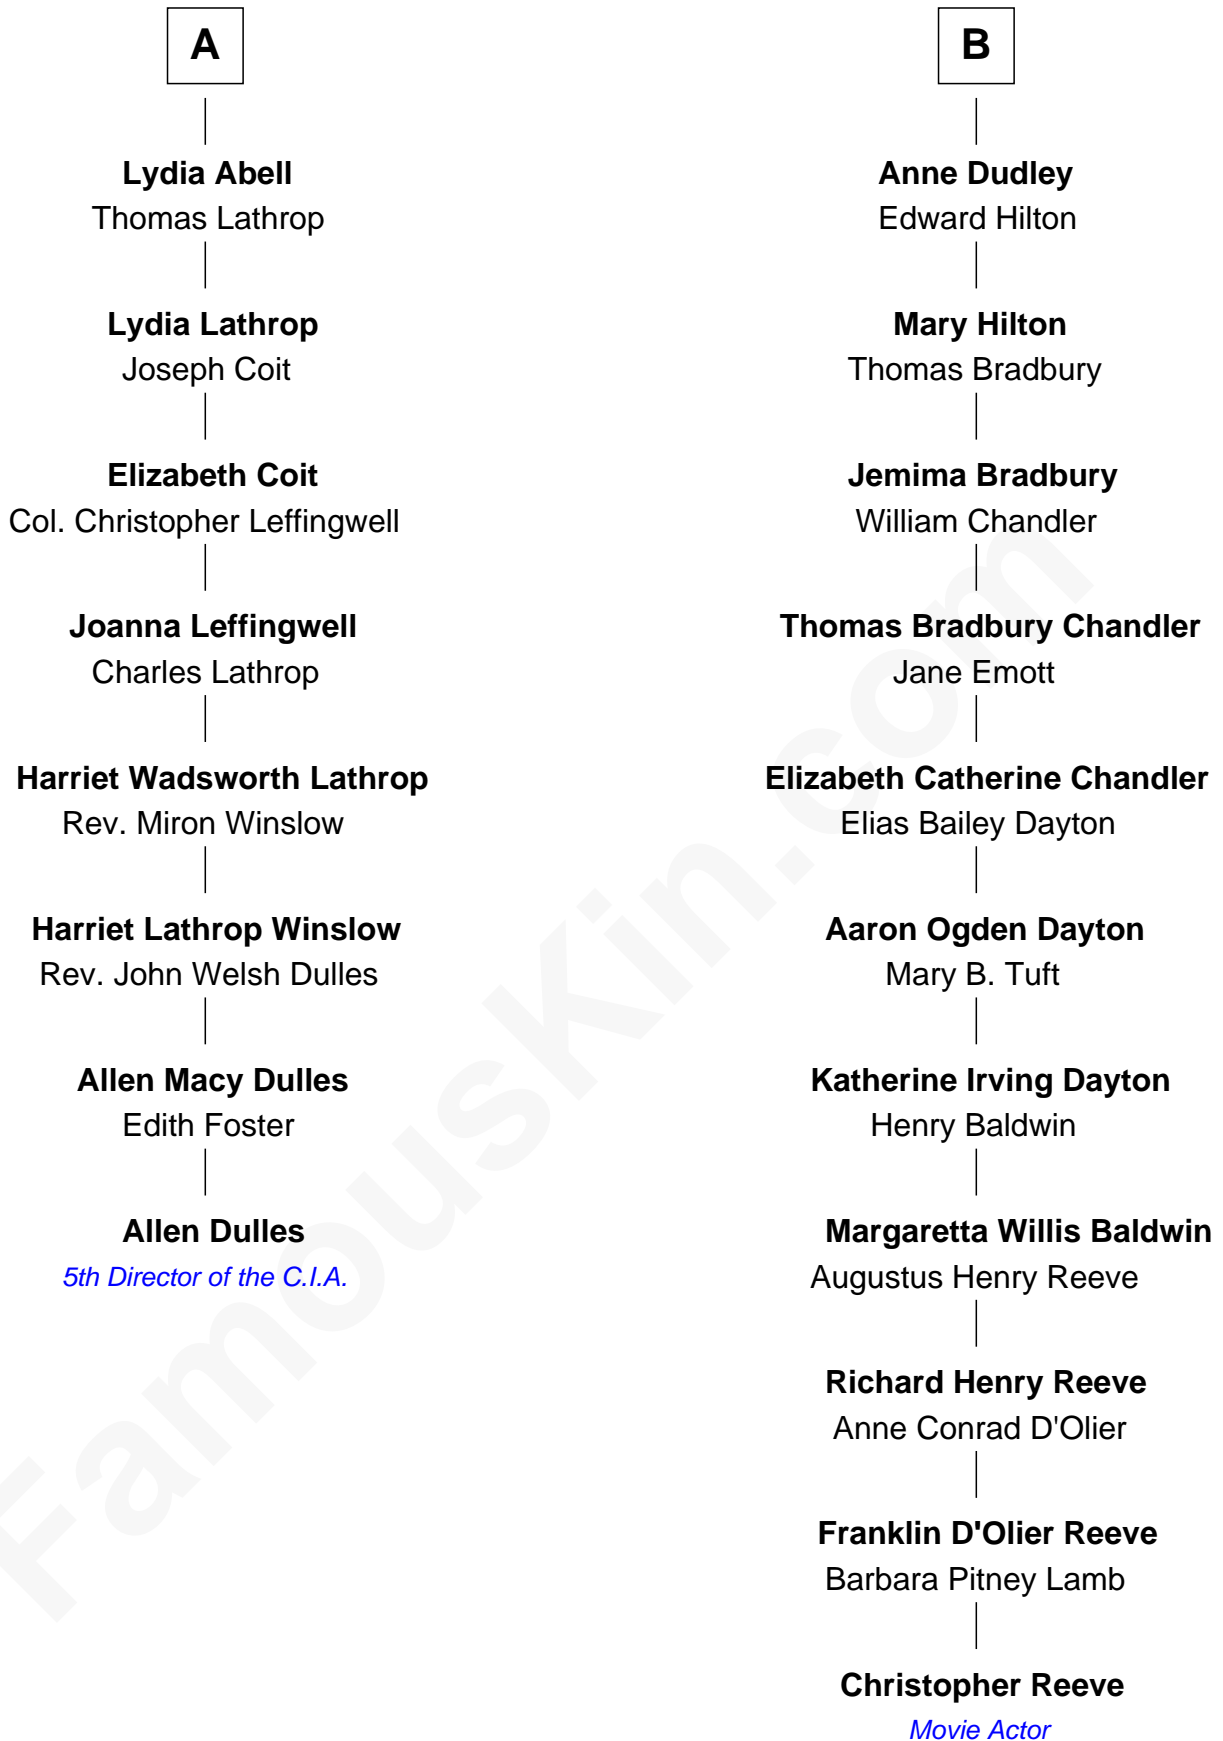 A
Lydia Abell
Thomas Lathrop
Lydia Lathrop
Joseph Coit
Elizabeth Coit
Col. Christopher Leffingwell
Joanna Leffingwell
Charles Lathrop
Harriet Wadsworth Lathrop
Rev. Miron Winslow
Harriet Lathrop Winslow
Rev. John Welsh Dulles
Allen Macy Dulles
Edith Foster
Allen Dulles
5th Director of the C.I.A.
B
Anne Dudley
Edward Hilton
Mary Hilton
Thomas Bradbury
Jemima Bradbury
William Chandler
Thomas Bradbury Chandler
Jane Emott
Elizabeth Catherine Chandler
Elias Bailey Dayton
Aaron Ogden Dayton
Mary B. Tuft
Katherine Irving Dayton
Henry Baldwin
Margaretta Willis Baldwin
Augustus Henry Reeve
Richard Henry Reeve
Anne Conrad D'Olier
Franklin D'Olier Reeve
Barbara Pitney Lamb
Christopher Reeve
Movie Actor
FamousKin.com